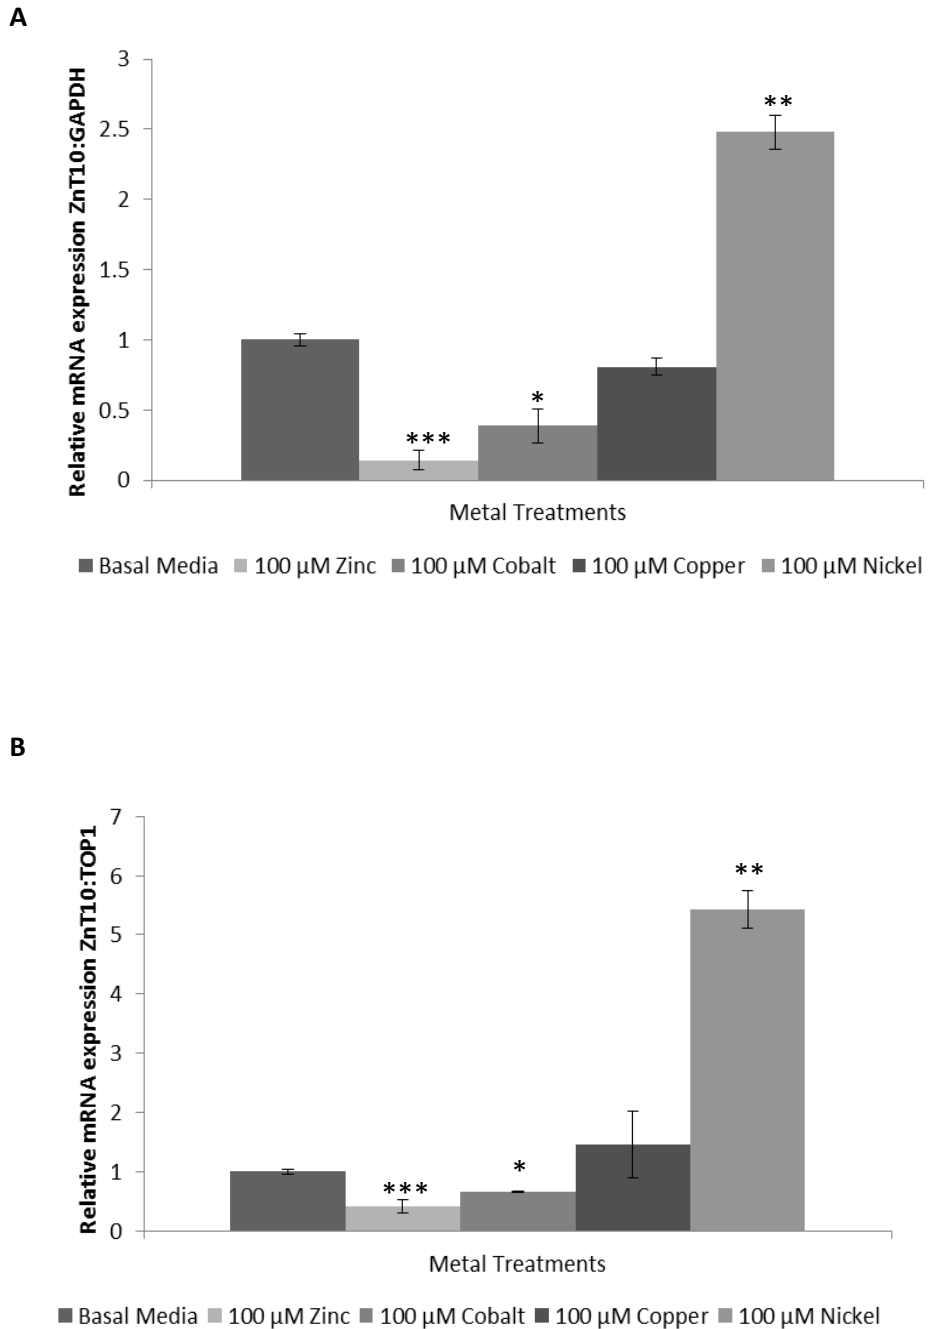 A
Relative mRNA expression ZnT10:GAPDH
3
2.5
2
1.5
1
0.5
0
**
***
*
Metal Treatments
Basal Media 100 µM Zinc 100 µM Cobalt 100 µM Copper 100 µM Nickel
B
Relative mRNA expression ZnT10:TOP1
7
6
5
4
3
2
1
0
**
***
*
Metal Treatments
Basal Media 100 µM Zinc 100 µM Cobalt 100 µM Copper 100 µM Nickel